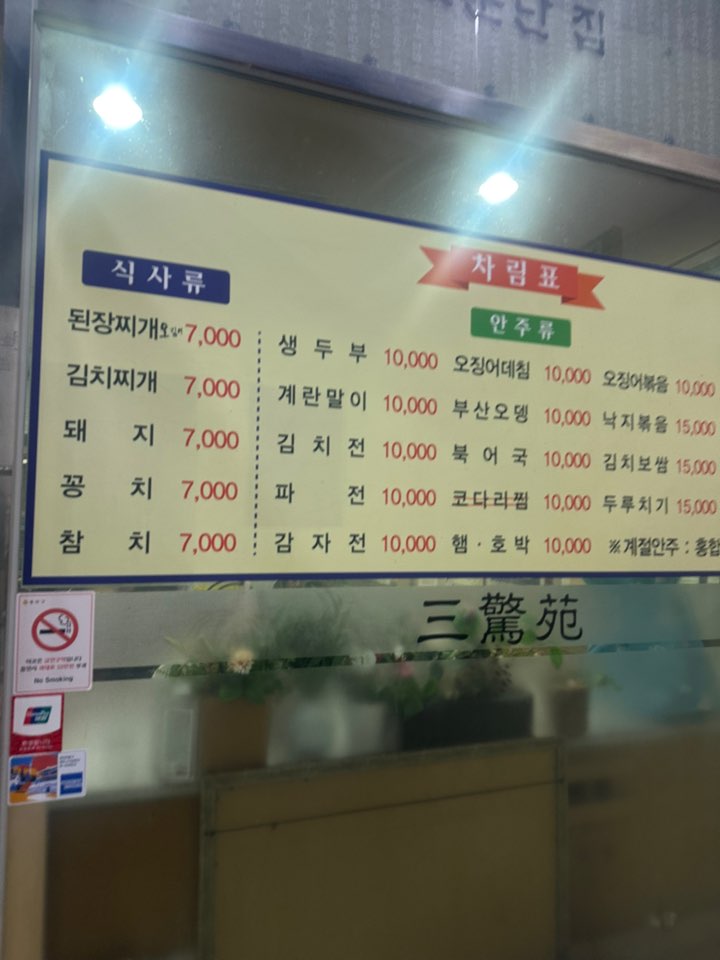 차림표
식사류
된장찌개 7,000
김치찌개 7,000
돼지 7,000
꽁치 7,000
참치 7,000
안주류
생두부 10,000
계란말이 10,000
김치전 10,000
파전 10,000
감자전 10,000
오징어데침 10,000
부산오뎅 10,000
북어국 10,000
코다리찜 10,000
햄·호박 10,000
오징어볶음 10,000
낙지볶음 15,000
김치보쌈 15,000
두루치기 15,000
※계절안주 : 홍합
三驚苑
No Smoking